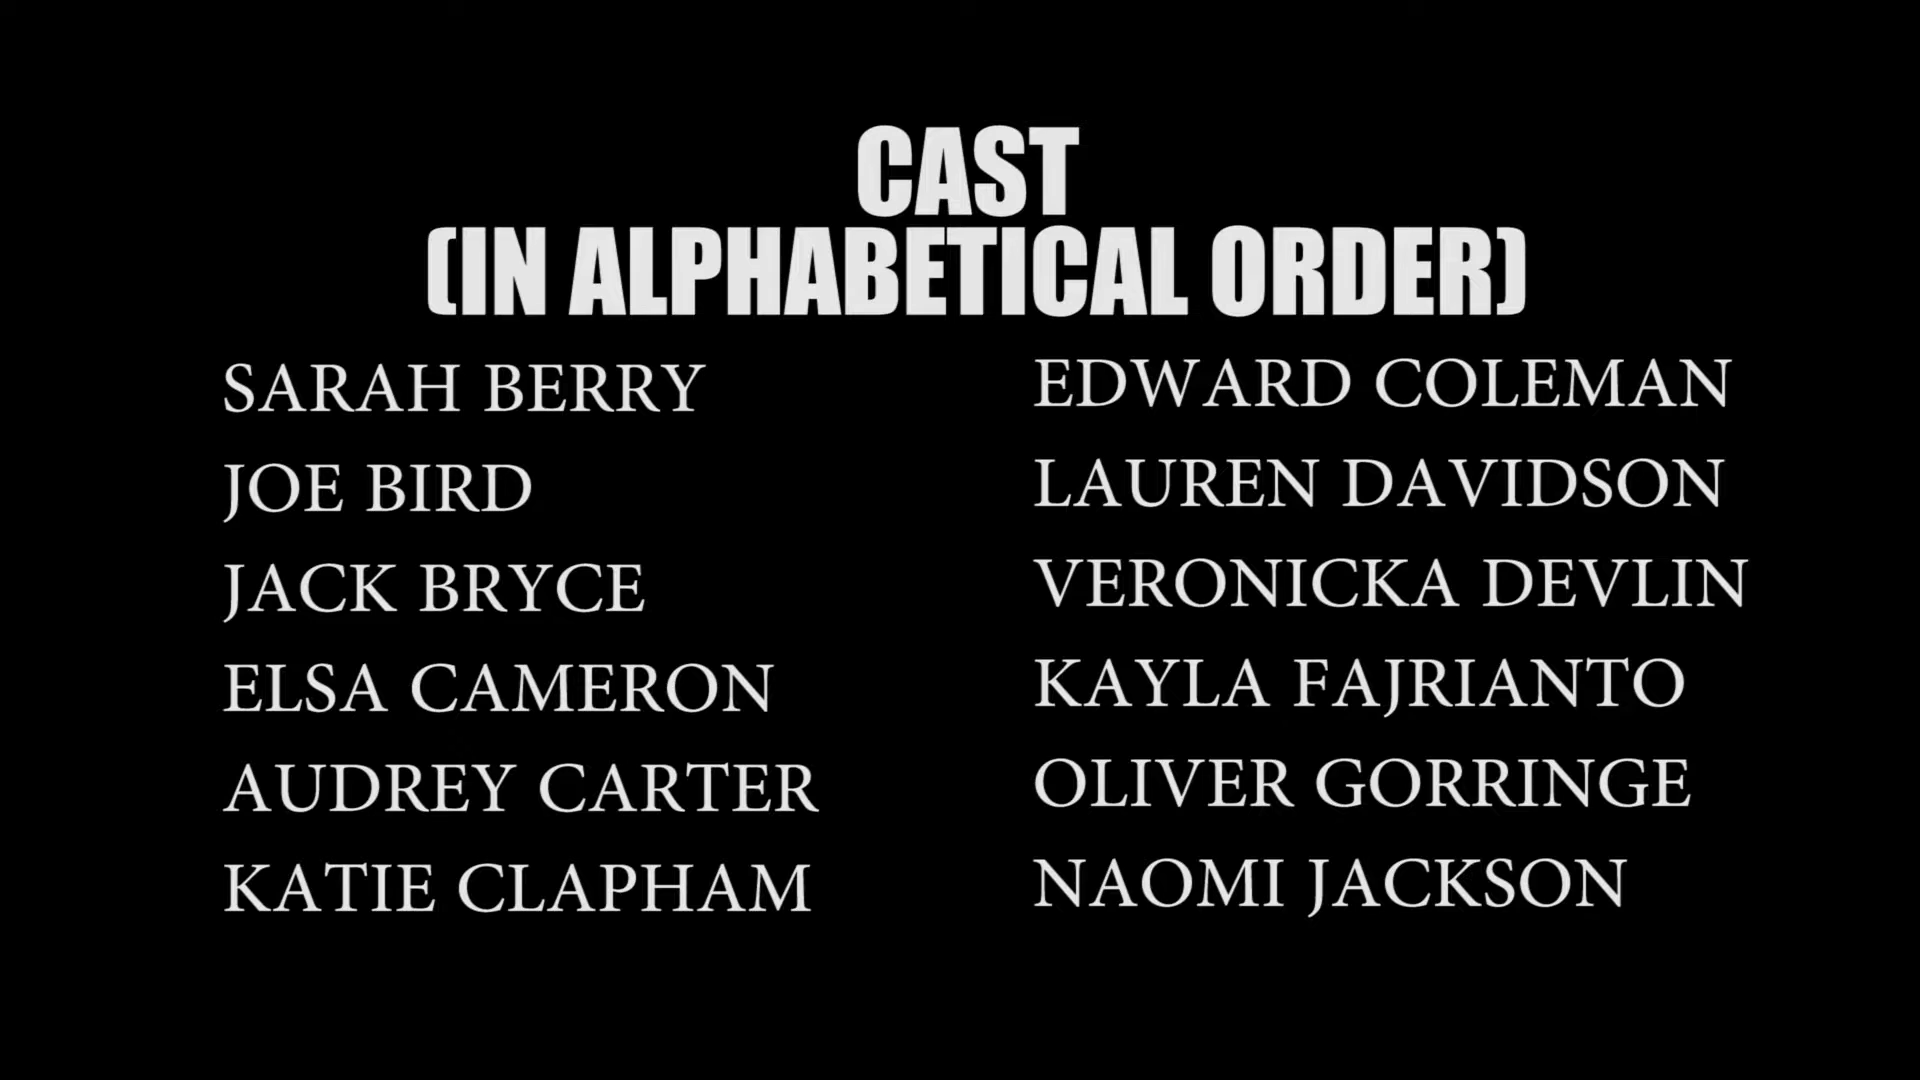 CAST
(IN ALPHABETICAL ORDER)
SARAH BERRY
JOE BIRD
JACK BRYCE
ELSA CAMERON
AUDREY CARTER
KATIE CLAPHAM
EDWARD COLEMAN
LAUREN DAVIDSON
VERONICKA DEVLIN
KAYLA FAJRIANTO
OLIVER GORRINGE
NAOMI JACKSON